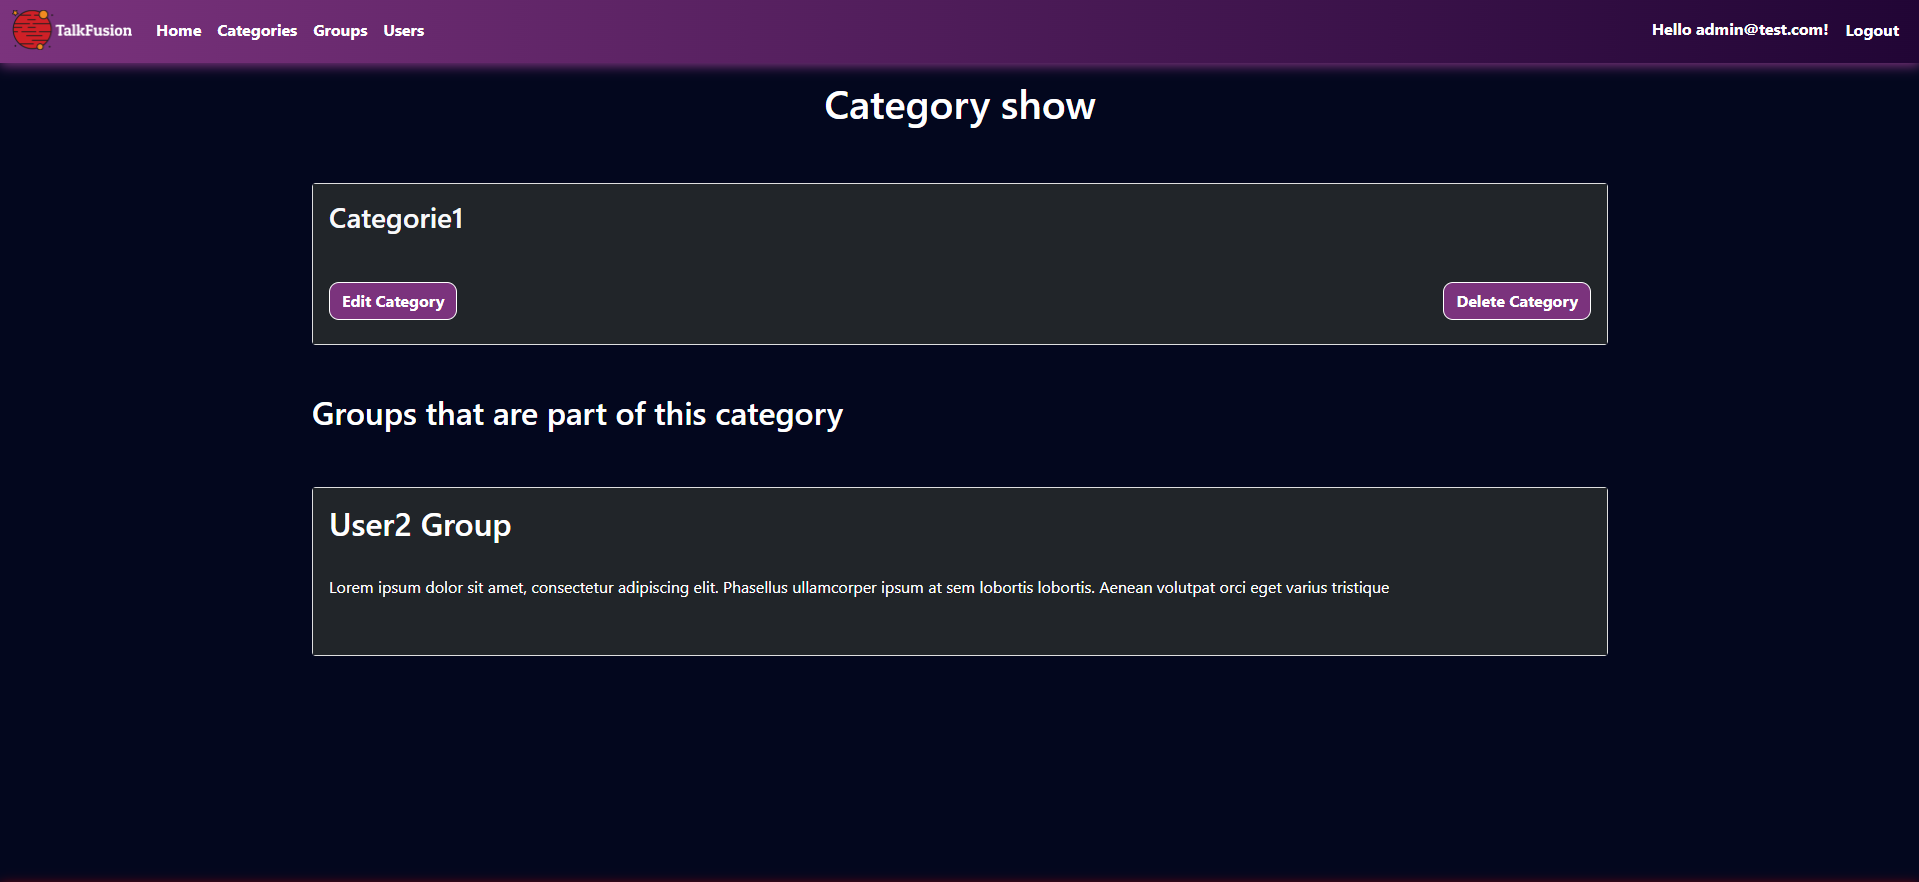 TalkFusion Home Categories Groups Users Hello admin@test.com! Logout
Category show
Categorie1
Edit Category Delete Category
Groups that are part of this category
User2 Group
Lorem ipsum dolor sit amet, consectetur adipiscing elit. Phasellus ullamcorper ipsum at sem lobortis lobortis. Aenean volutpat orci eget varius tristique